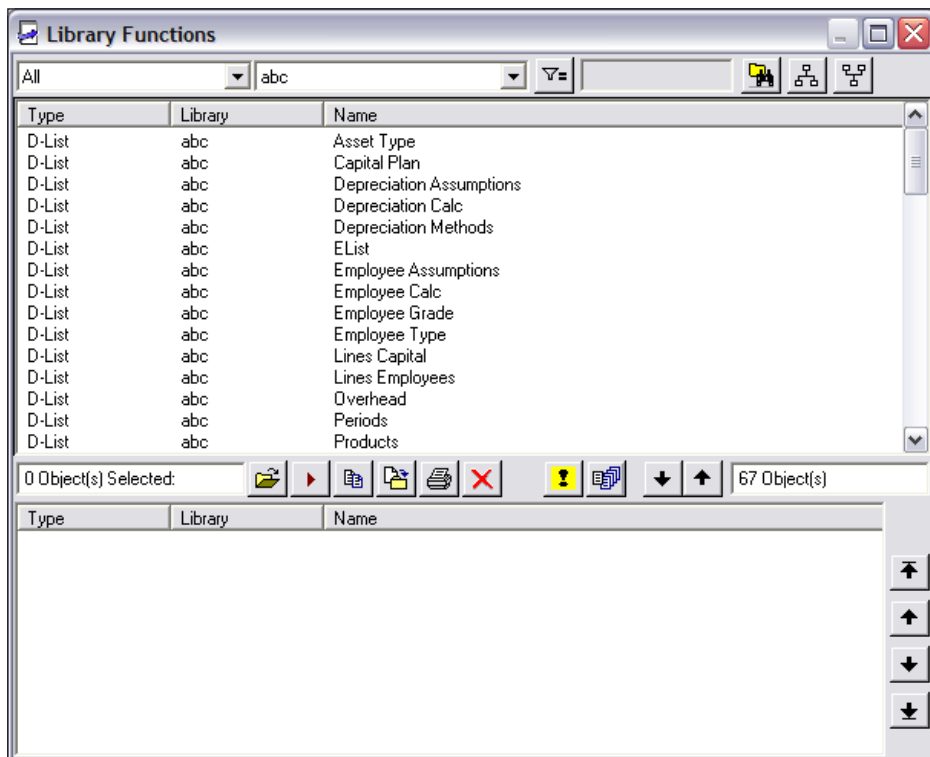 Library Functions
All abc
Type Library Name
D-List abc Asset Type
D-List abc Capital Plan
D-List abc Depreciation Assumptions
D-List abc Depreciation Calc
D-List abc Depreciation Methods
D-List abc EList
D-List abc Employee Assumptions
D-List abc Employee Calc
D-List abc Employee Grade
D-List abc Employee Type
D-List abc Lines Capital
D-List abc Lines Employees
D-List abc Overhead
D-List abc Periods
D-List abc Products
0 Object(s) Selected: 67 Object(s)
Type Library Name